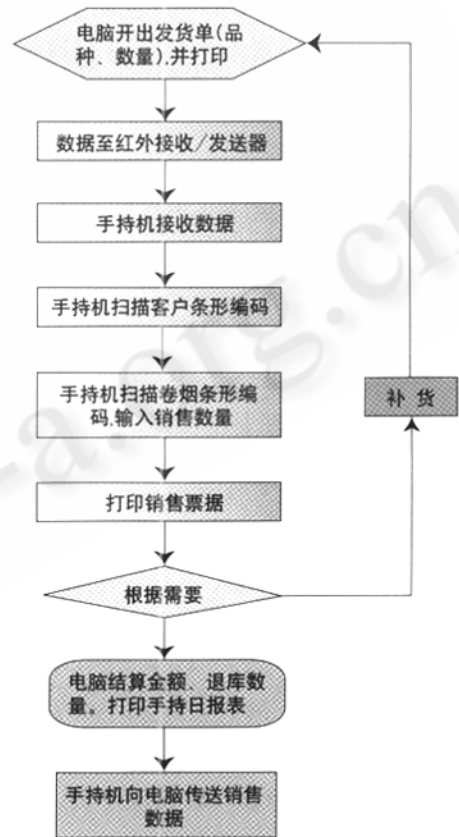 电脑开出发货单(品
种、数量),并打印
数据至红外接收/发送器
手持机接收数据
手持机扫描客户条形编码
手持机扫描卷烟条形编
码,输入销售数量
补 货
打印销售票据
根据需要
电脑结算金额、退库数
量。打印手持日报表
手持机向电脑传送销售
数据